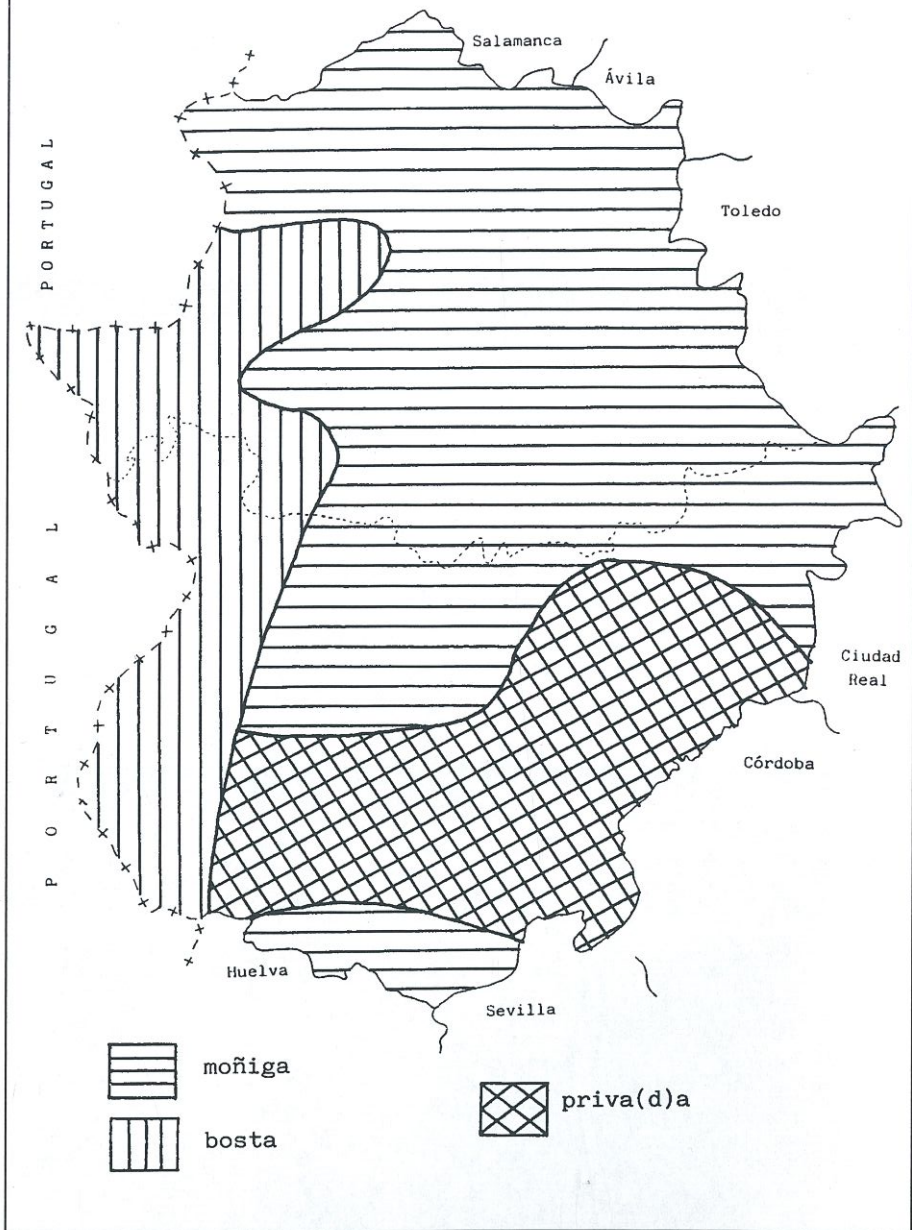 Salamanca
Ávila
PORTUGAL
Toledo
PORTUGAL
Ciudad
Real
Córdoba
Huelva
Sevilla
moñiga
priva(d)a
bosta